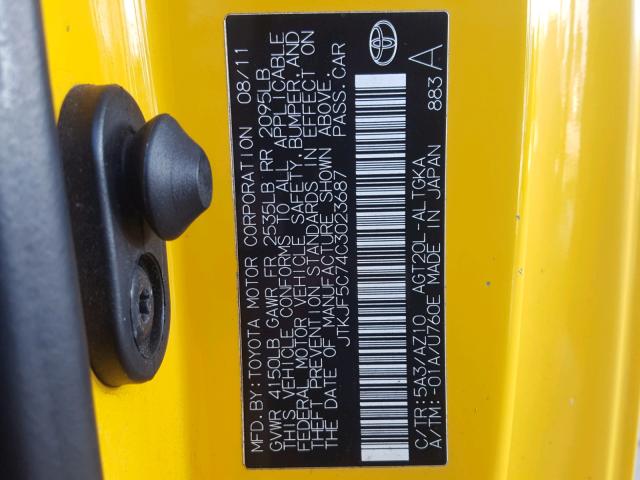 MFD. BY: TOYOTA MOTOR CORPORATION 08/11
GVWR 4150LB GAWR FR 2535LB RR 2095LB
THIS VEHICLE CONFORMS TO ALL APPLICABLE
FEDERAL MOTOR VEHICLE SAFETY, BUMPER, AND
THEFT PREVENTION STANDARDS IN EFFECT ON
THE DATE OF MANUFACTURE SHOWN ABOVE.
JTKJF5C74C3023687 PASS. CAR
C/TR:5A3/AZ10 AGT20L-ALTGKA
A/TM:-01A/U760E MADE IN JAPAN
883 A